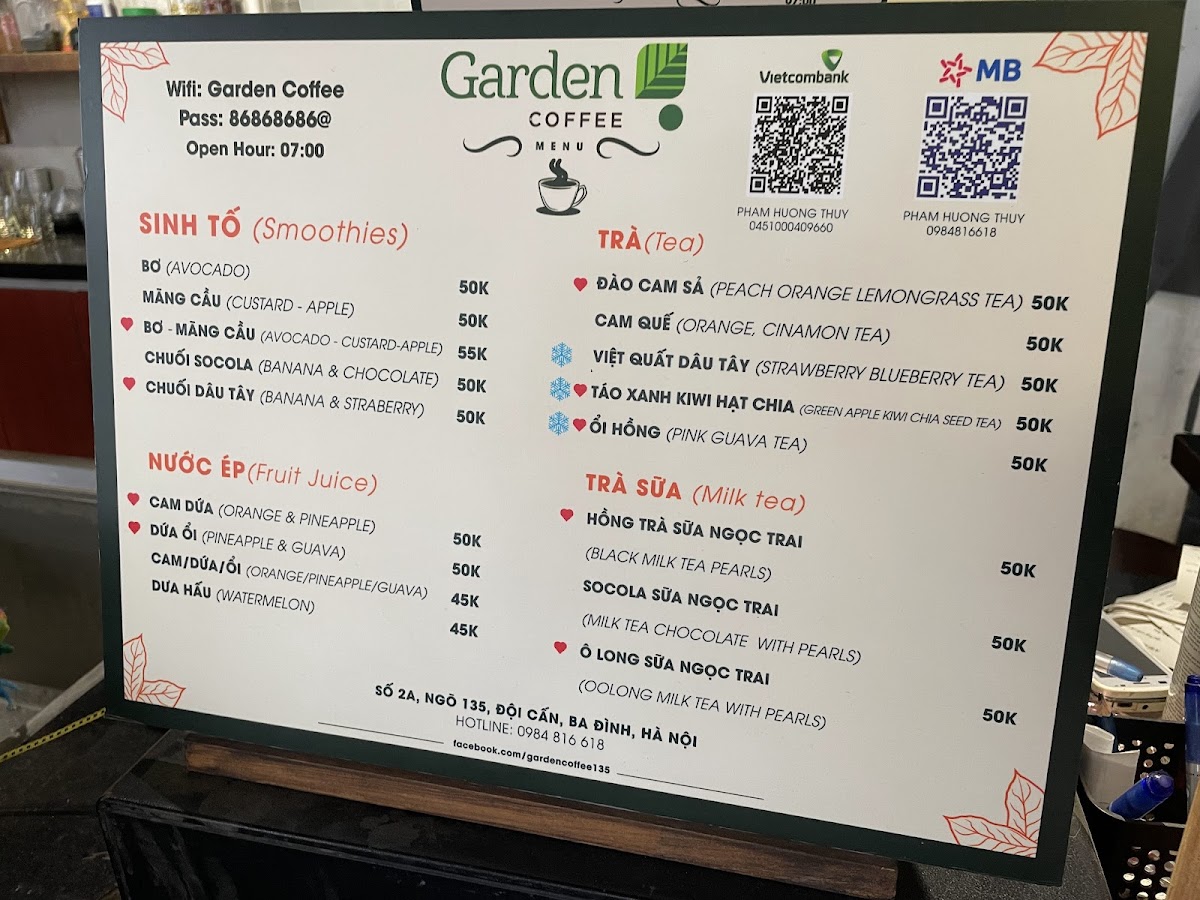 07:00
Wifi: Garden Coffee
Pass: 86868686@
Open Hour: 07:00
Garden
COFFEE
MENU
Vietcombank
PHAM HUONG THUY
0451000409660
MB
PHAM HUONG THUY
0984816618
SINH TỐ (Smoothies)
BƠ (AVOCADO) 50K
MÃNG CẦU (CUSTARD - APPLE) 50K
BƠ - MÃNG CẦU (AVOCADO - CUSTARD-APPLE) 55K
CHUỐI SOCOLA (BANANA & CHOCOLATE) 50K
CHUỐI DÂU TÂY (BANANA & STRABERRY) 50K
NƯỚC ÉP(Fruit Juice)
CAM DỨA (ORANGE & PINEAPPLE) 50K
DỨA ỔI (PINEAPPLE & GUAVA) 50K
CAM/DỨA/ỔI (ORANGE/PINEAPPLE/GUAVA) 45K
DƯA HẤU (WATERMELON) 45K
TRÀ(Tea)
ĐÀO CAM SẢ (PEACH ORANGE LEMONGRASS TEA) 50K
CAM QUẾ (ORANGE, CINAMON TEA) 50K
VIỆT QUẤT DÂU TÂY (STRAWBERRY BLUEBERRY TEA) 50K
TÁO XANH KIWI HẠT CHIA (GREEN APPLE KIWI CHIA SEED TEA) 50K
ỔI HỒNG (PINK GUAVA TEA) 50K
TRÀ SỮA (Milk tea)
HỒNG TRÀ SỮA NGỌC TRAI
(BLACK MILK TEA PEARLS) 50K
SOCOLA SỮA NGỌC TRAI
(MILK TEA CHOCOLATE WITH PEARLS) 50K
Ô LONG SỮA NGỌC TRAI
(OOLONG MILK TEA WITH PEARLS) 50K
SỐ 2A, NGÕ 135, ĐỘI CẤN, BA ĐÌNH, HÀ NỘI
HOTLINE: 0984 816 618
facebook.com/gardencoffee135